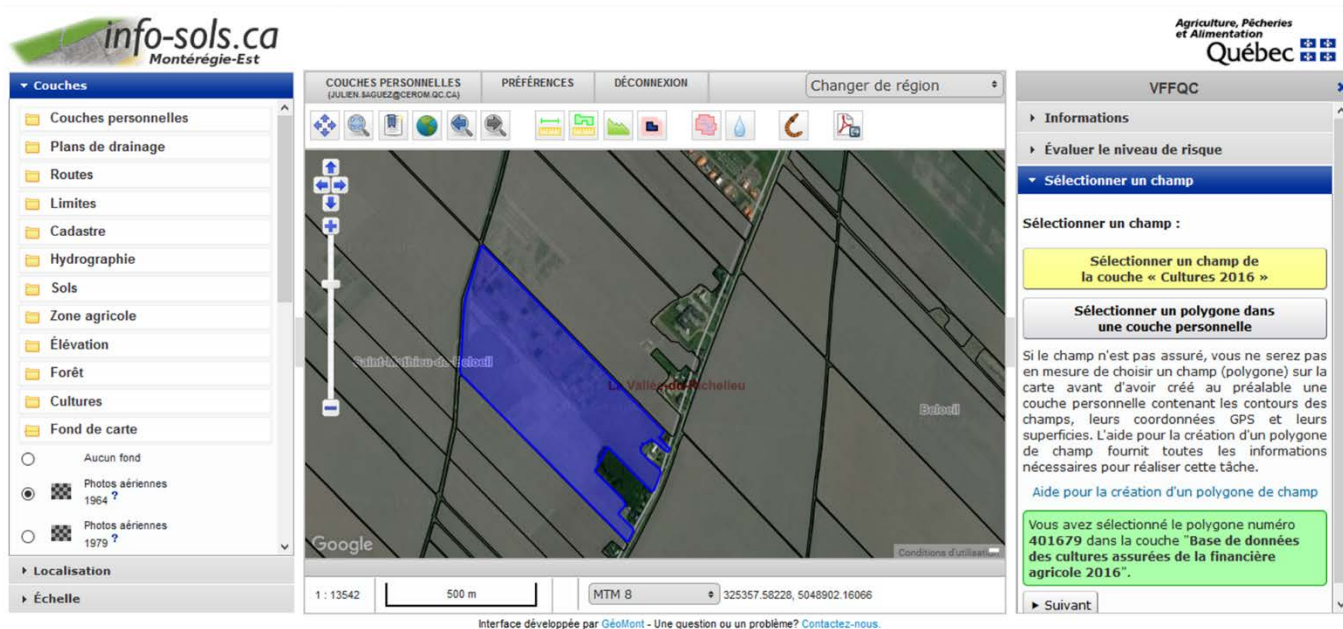 info-sols.ca
Montérégie-Est
Agriculture, Pêcheries
et Alimentation
Québec
Couches
Couches personnelles
Plans de drainage
Routes
Limites
Cadastre
Hydrographie
Sols
Zone agricole
Élévation
Forêt
Cultures
Fond de carte
Aucun fond
Photos aériennes
1964 ?
Photos aériennes
1979 ?
Localisation
Échelle
COUCHES PERSONNELLES
(JULIEN.SAGUEZ@CEROM.QC.CA)
PRÉFÉRENCES
DÉCONNEXION
Changer de région
Saint-Mathieu-de-Beloeil
La Vallée-du-Richelieu
Beloeil
Google
Conditions d'utilisation
1 : 13542
500 m
MTM 8
325357.58228, 5048902.16066
VFFQC
Informations
Évaluer le niveau de risque
Sélectionner un champ
Sélectionner un champ :
Sélectionner un champ de
la couche « Cultures 2016 »
Sélectionner un polygone dans
une couche personnelle
Si le champ n'est pas assuré, vous ne serez pas
en mesure de choisir un champ (polygone) sur la
carte avant d'avoir créé au préalable une
couche personnelle contenant les contours des
champs, leurs coordonnées GPS et leurs
superficies. L'aide pour la création d'un polygone
de champ fournit toutes les informations
nécessaires pour réaliser cette tâche.
Aide pour la création d'un polygone de champ
Vous avez sélectionné le polygone numéro
401679 dans la couche "Base de données
des cultures assurées de la financière
agricole 2016".
Suivant
Interface développée par GéoMont - Une question ou un problème? Contactez-nous.